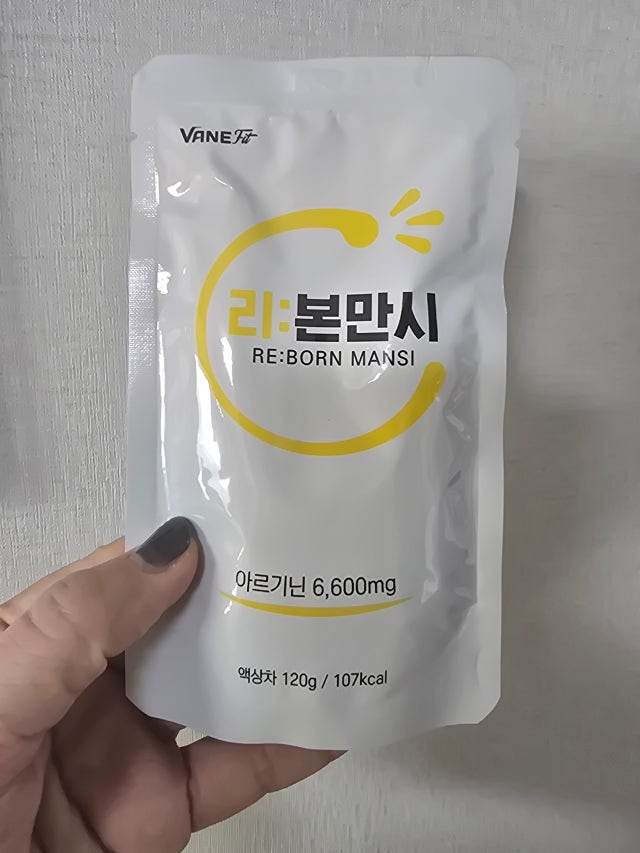 VANE Fit
리:본만시
RE:BORN MANSI
아르기닌 6,600mg
액상차 120g / 107kcal